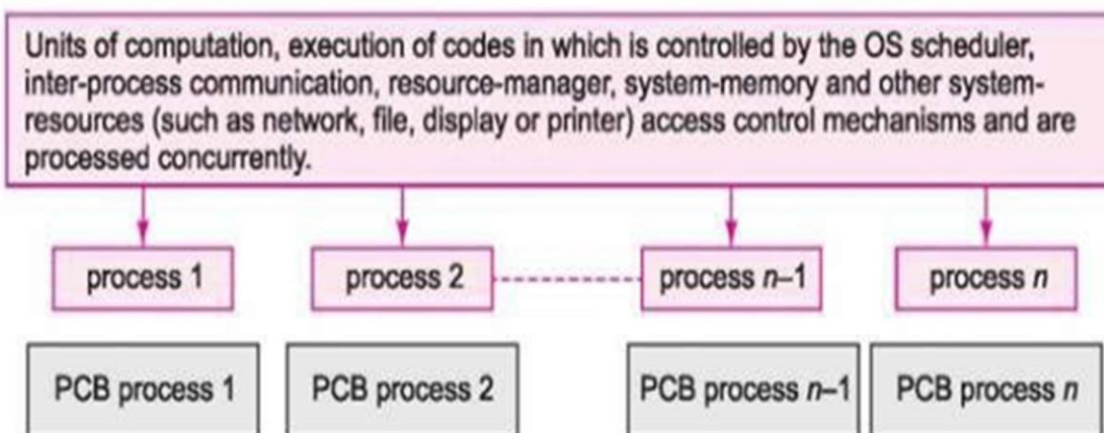 Units of computation, execution of codes in which is controlled by the OS scheduler,
inter-process communication, resource-manager, system-memory and other system-
resources (such as network, file, display or printer) access control mechanisms and are
processed concurrently.
process 1
process 2
process n–1
process n
PCB process 1
PCB process 2
PCB process n–1
PCB process n